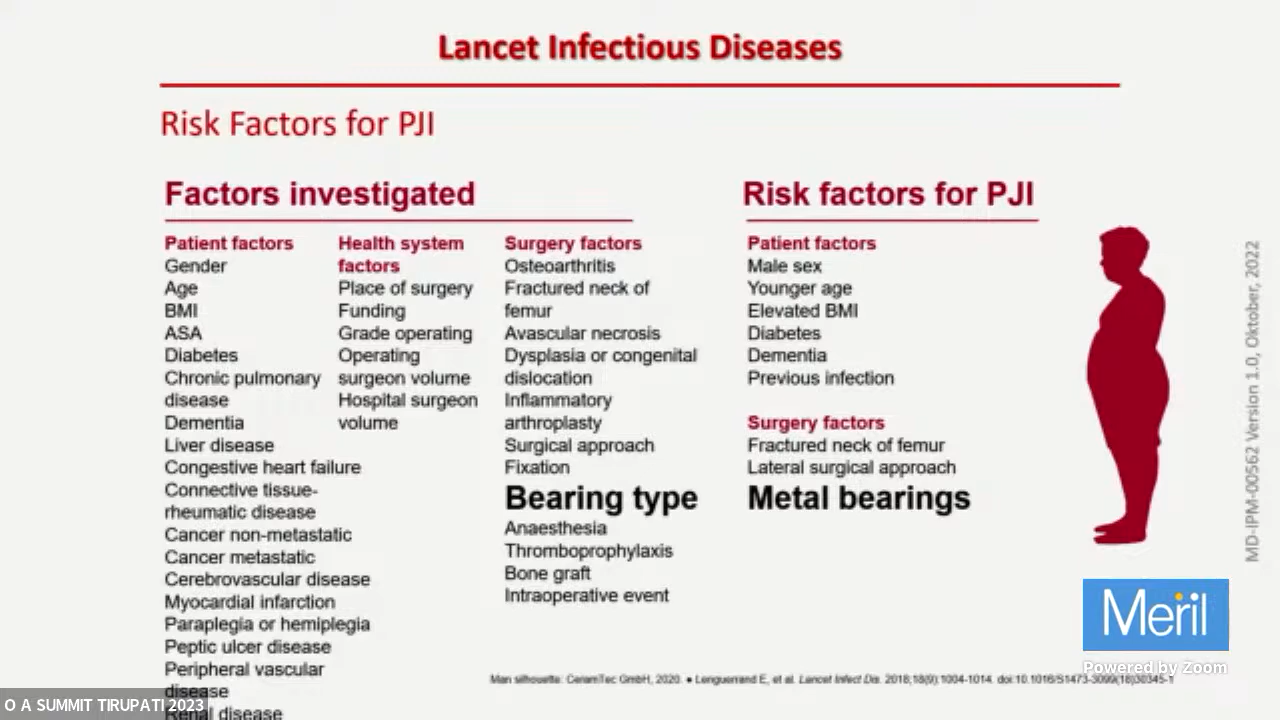 Lancet Infectious Diseases
Risk Factors for PJI
Factors investigated
Patient factors
Gender
Age
BMI
ASA
Diabetes
Chronic pulmonary
disease
Dementia
Liver disease
Congestive heart failure
Connective tissue-
rheumatic disease
Cancer non-metastatic
Cancer metastatic
Cerebrovascular disease
Myocardial infarction
Paraplegia or hemiplegia
Peptic ulcer disease
Peripheral vascular
disease
Renal disease
Health system
factors
Place of surgery
Funding
Grade operating
Operating
surgeon volume
Hospital surgeon
volume
Surgery factors
Osteoarthritis
Fractured neck of
femur
Avascular necrosis
Dysplasia or congenital
dislocation
Inflammatory
arthroplasty
Surgical approach
Fixation
Bearing type
Anaesthesia
Thromboprophylaxis
Bone graft
Intraoperative event
Risk factors for PJI
Patient factors
Male sex
Younger age
Elevated BMI
Diabetes
Dementia
Previous infection
Surgery factors
Fractured neck of femur
Lateral surgical approach
Metal bearings
MD-IPM-00562 Version 1.0, Oktober, 2022
Meril
Powered by Zoom
Man silhouette: CeramTec GmbH, 2020. ● Lenguerrand E, et al. Lancet Infect Dis. 2018;18(9):1004-1014. doi:10.1016/S1473-3099(18)30345-1
O A SUMMIT TIRUPATI 2023